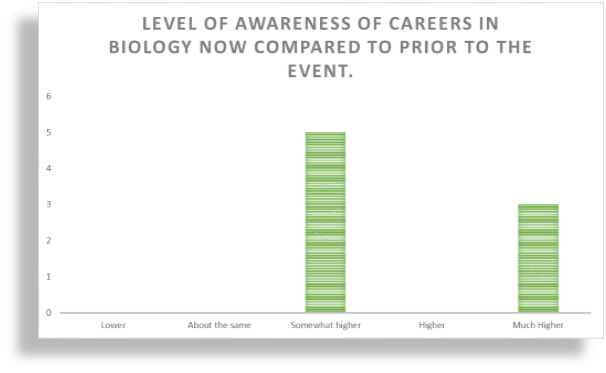 LEVEL OF AWARENESS OF CAREERS IN
BIOLOGY NOW COMPARED TO PRIOR TO THE
EVENT.
6
5
4
3
2
1
0
Lower About the same Somewhat higher Higher Much Higher